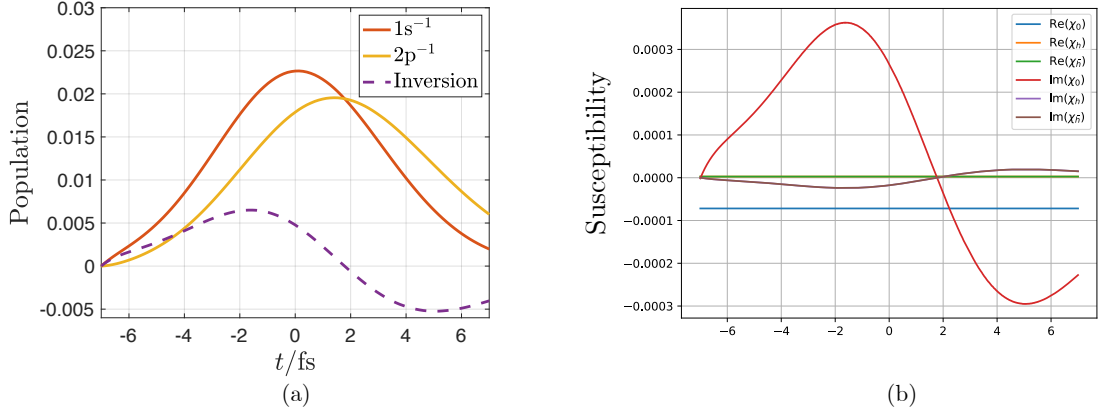 0.03
0.025
0.02
0.015
0.01
0.005
0
-0.005
Population
1s⁻¹
2p⁻¹
Inversion
-6 -4 -2 0 2 4 6
t/fs
(a)
0.0003
0.0002
0.0001
0.0000
−0.0001
−0.0002
−0.0003
Susceptibility
Re(χ₀)
Re(χₕ)
Re(χₕ̄)
Im(χ₀)
Im(χₕ)
Im(χₕ̄)
−6 −4 −2 0 2 4 6
(b)